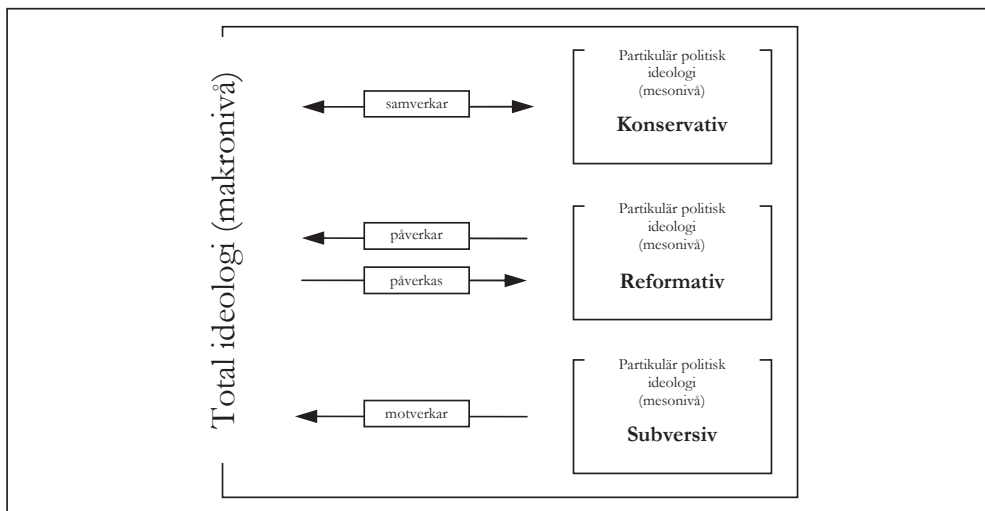 Total ideologi (makronivå)
samverkar
Partikulär politisk
ideologi
(mesonivå)
Konservativ
påverkar
påverkas
Partikulär politisk
ideologi
(mesonivå)
Reformativ
motverkar
Partikulär politisk
ideologi
(mesonivå)
Subversiv